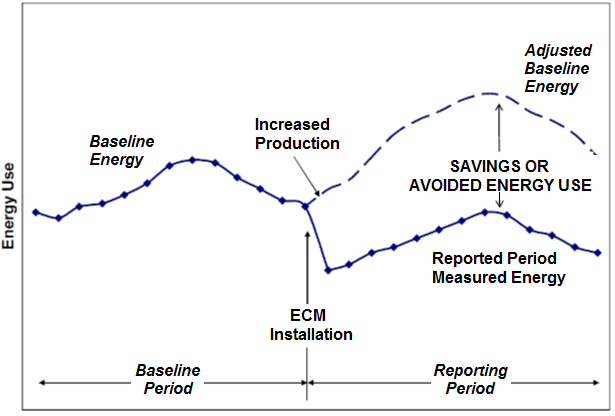 Adjusted
Baseline
Energy
Increased
Production
Baseline
Energy
SAVINGS OR
AVOIDED ENERGY USE
Energy Use
Reported Period
Measured Energy
ECM
Installation
Baseline
Period
Reporting
Period